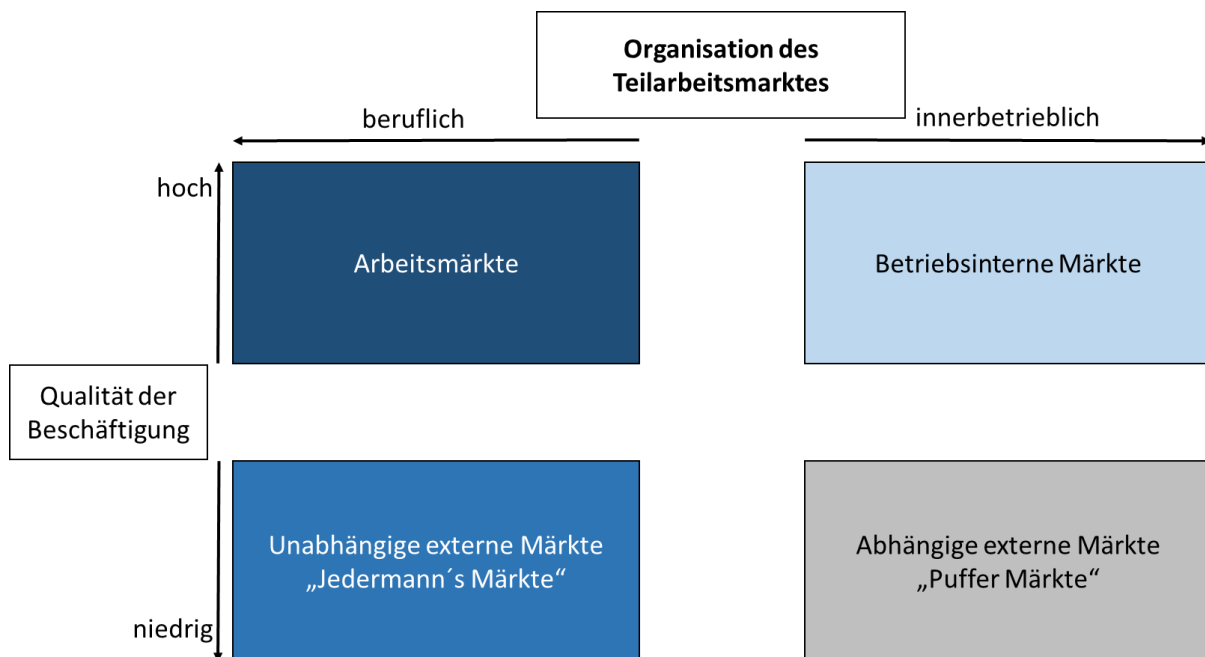 Organisation des
Teilarbeitsmarktes
beruflich
innerbetrieblich
hoch
Arbeitsmärkte
Betriebsinterne Märkte
Qualität der
Beschäftigung
Unabhängige externe Märkte
„Jedermann´s Märkte“
Abhängige externe Märkte
„Puffer Märkte“
niedrig